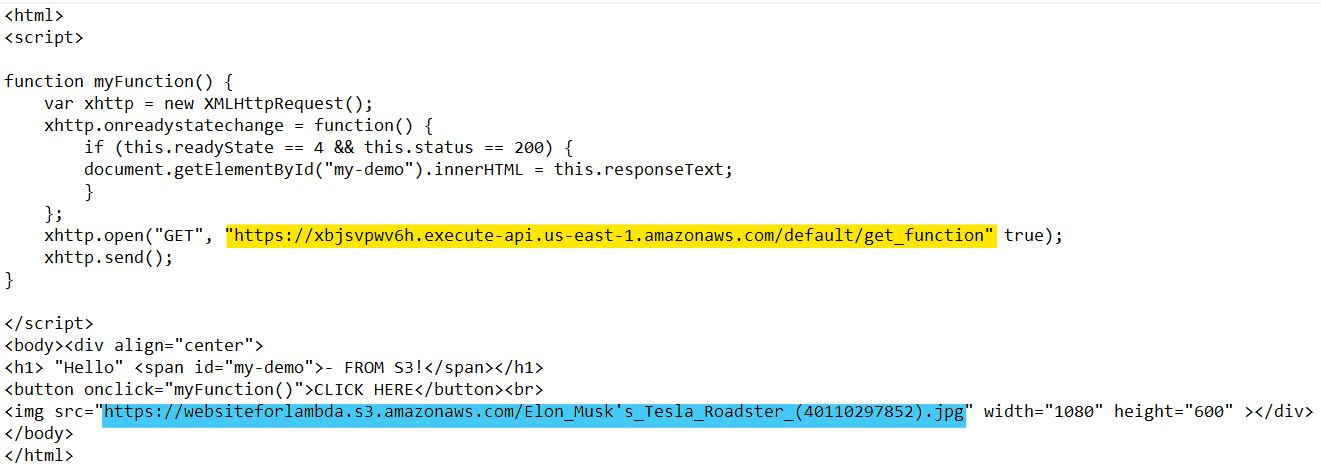 <html>
<script>
function myFunction() {
var xhttp = new XMLHttpRequest();
xhttp.onreadystatechange = function() {
if (this.readyState == 4 && this.status == 200) {
document.getElementById("my-demo").innerHTML = this.responseText;
}
};
xhttp.open("GET", "https://xbjsvpwv6h.execute-api.us-east-1.amazonaws.com/default/get_function" true);
xhttp.send();
}
</script>
<body><div align="center">
<h1> "Hello" <span id="my-demo">- FROM S3!</span></h1>
<button onclick="myFunction()">CLICK HERE</button><br>
<img src="https://websiteforlambda.s3.amazonaws.com/Elon_Musk's_Tesla_Roadster_(40110297852).jpg" width="1080" height="600" ></div>
</body>
</html>